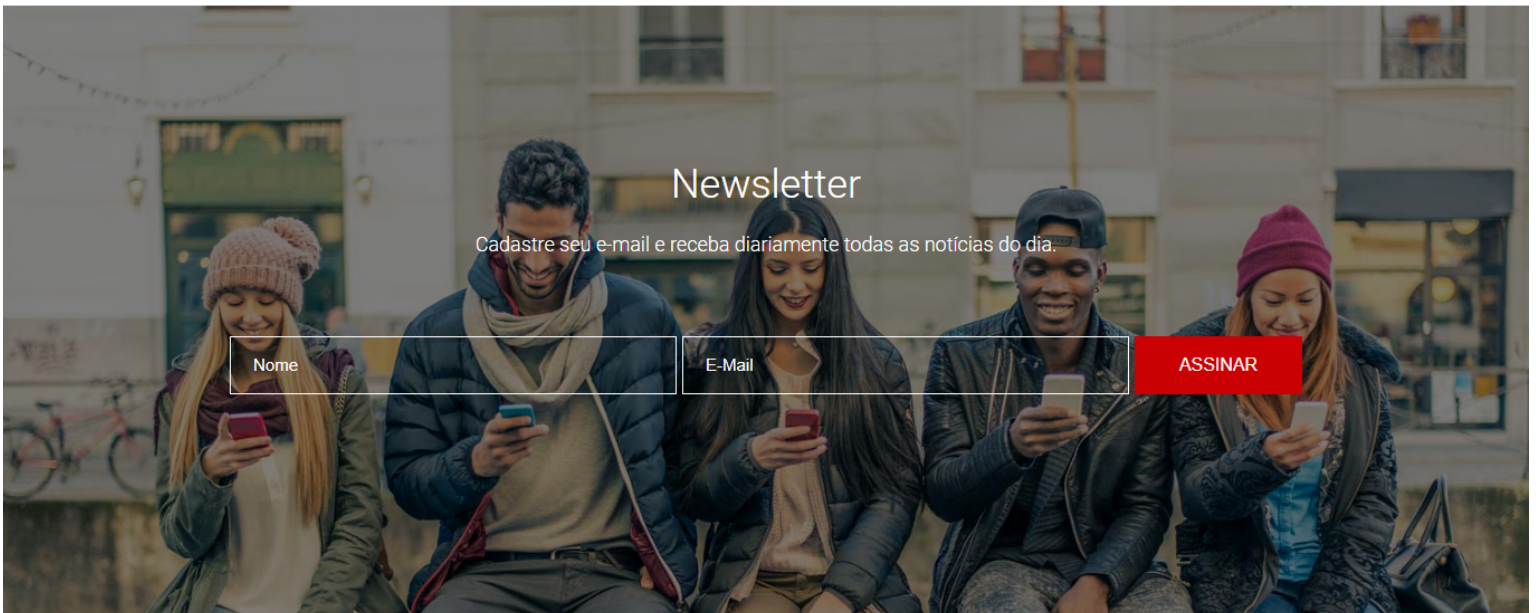 Newsletter
Cadastre seu e-mail e receba diariamente todas as notícias do dia.
Nome E-Mail ASSINAR